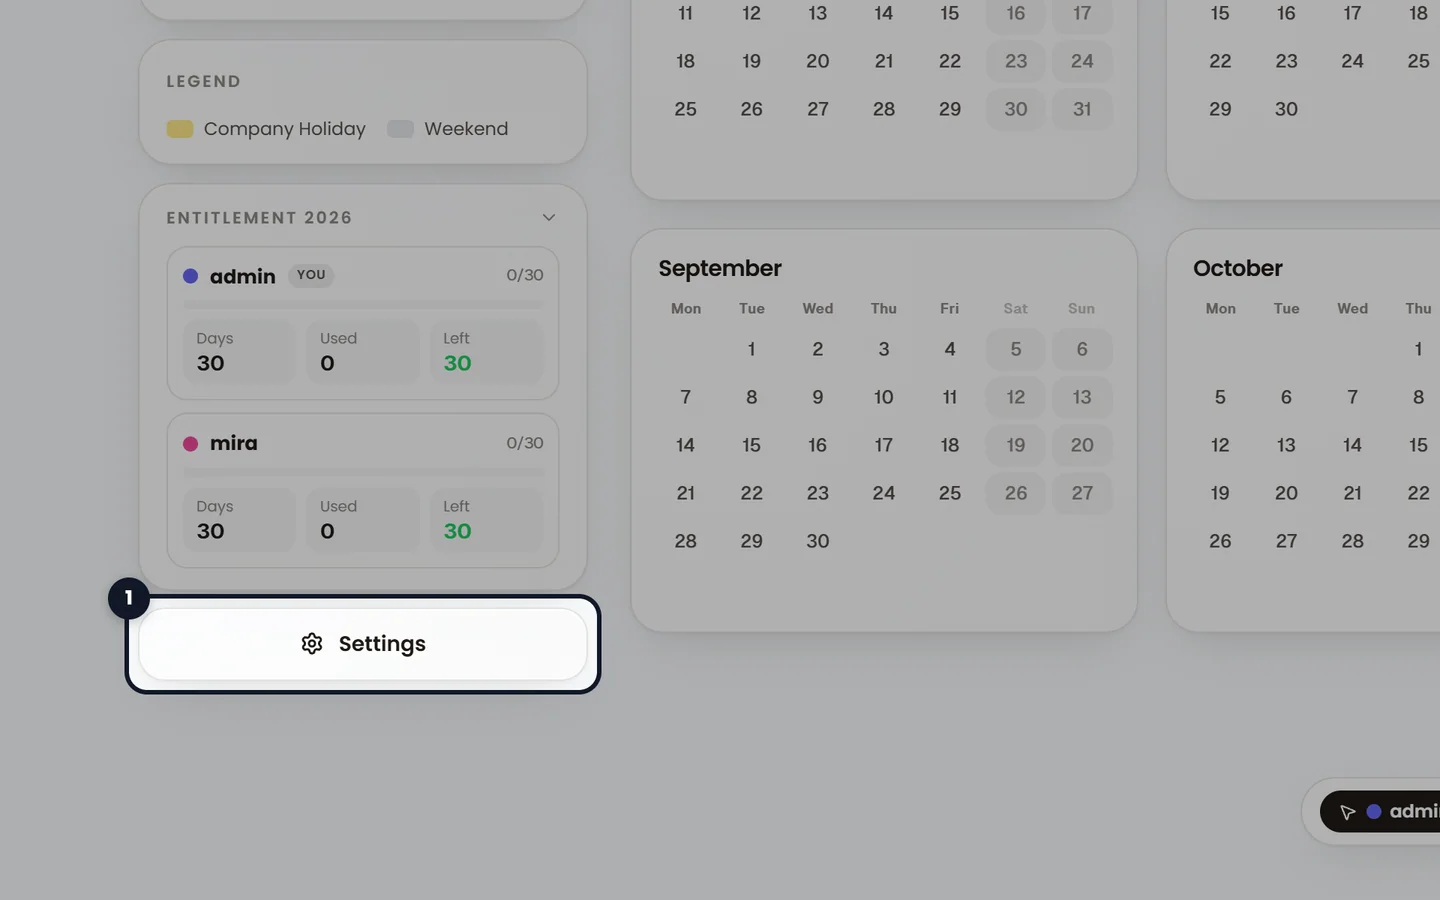 LEGEND
Company Holiday Weekend
ENTITLEMENT 2026
admin YOU 0/30
Days Used Left
30 0 30
mira 0/30
Days Used Left
30 0 30
1
Settings
11 12 13 14 15 16 17
18 19 20 21 22 23 24
25 26 27 28 29 30 31
15 16 17 18
22 23 24 25
29 30
September
Mon Tue Wed Thu Fri Sat Sun
1 2 3 4 5 6
7 8 9 10 11 12 13
14 15 16 17 18 19 20
21 22 23 24 25 26 27
28 29 30
October
Mon Tue Wed Thu
1
5 6 7 8
12 13 14 15
19 20 21 22
26 27 28 29